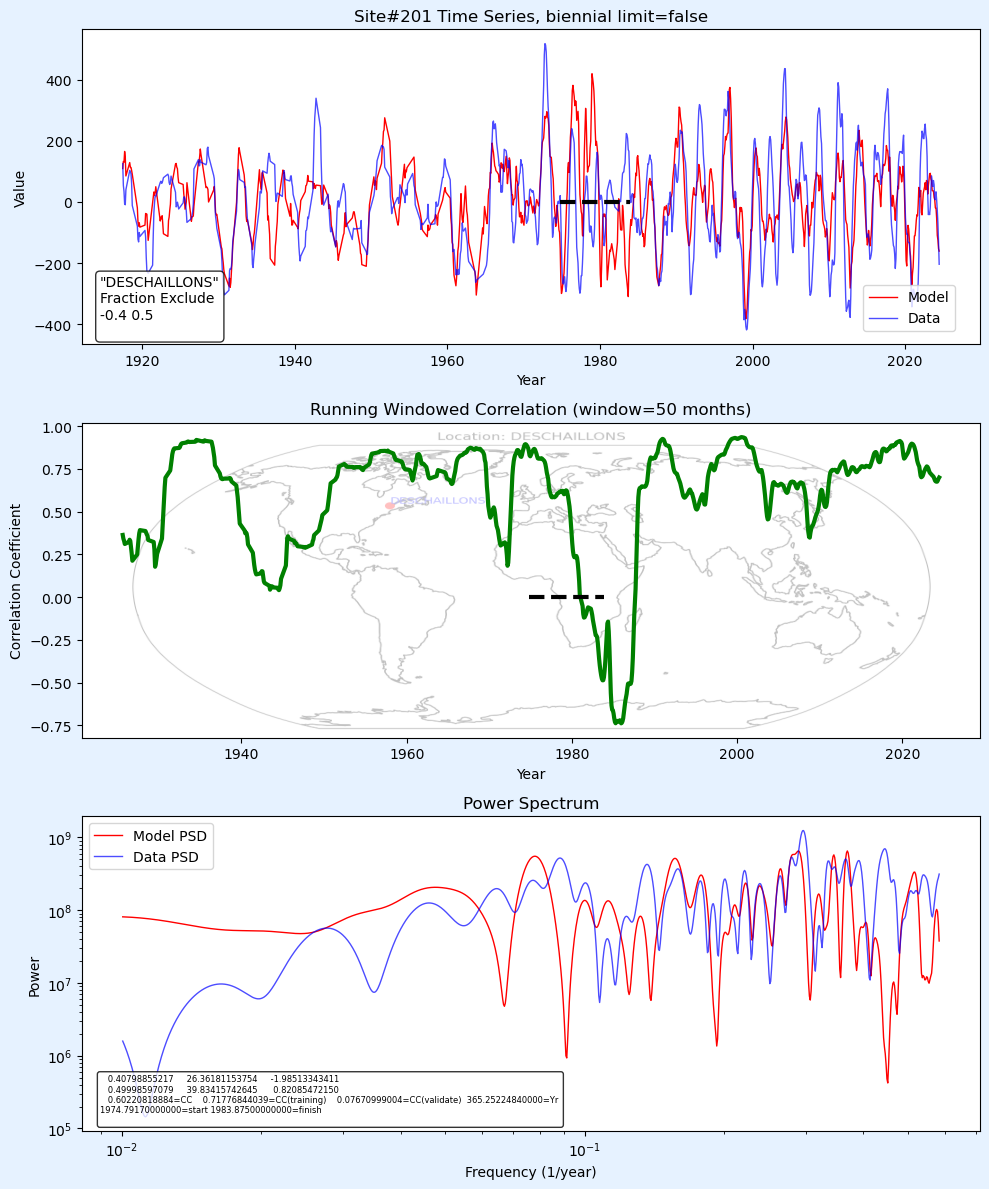 Site#201 Time Series, biennial limit=false
Value
400
200
0
−200
−400
"DESCHAILLONS"
Fraction Exclude
-0.4 0.5
Model
Data
1920 1940 1960 1980 2000 2020
Year
Running Windowed Correlation (window=50 months)
Location: DESCHAILLONS
DESCHAILLONS
Correlation Coefficient
1.00
0.75
0.50
0.25
0.00
−0.25
−0.50
−0.75
1940 1960 1980 2000 2020
Year
Power Spectrum
Model PSD
Data PSD
Power
10⁹
10⁸
10⁷
10⁶
10⁵
0.40798855217 26.36181153754 -1.98513343411
0.49998597079 39.83415742645 0.82085472150
0.60220818884=CC 0.71776844039=CC(training) 0.07670999004=CC(validate) 365.25224840000=Yr
1974.79170000000=start 1983.87500000000=finish
10⁻² 10⁻¹
Frequency (1/year)